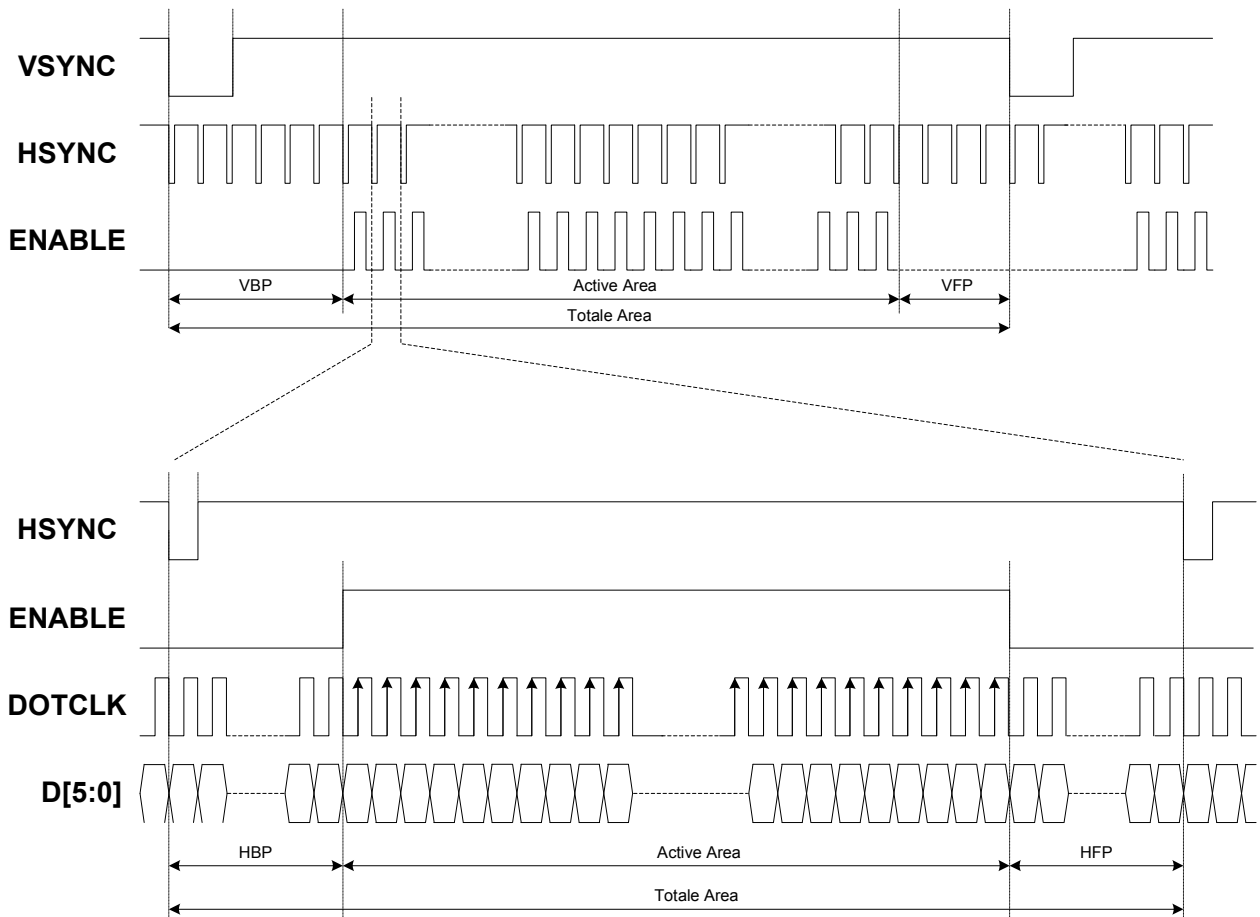 VSYNC
HSYNC
ENABLE
VBP Active Area VFP
Totale Area
HSYNC
ENABLE
DOTCLK
D[5:0]
HBP Active Area HFP
Totale Area